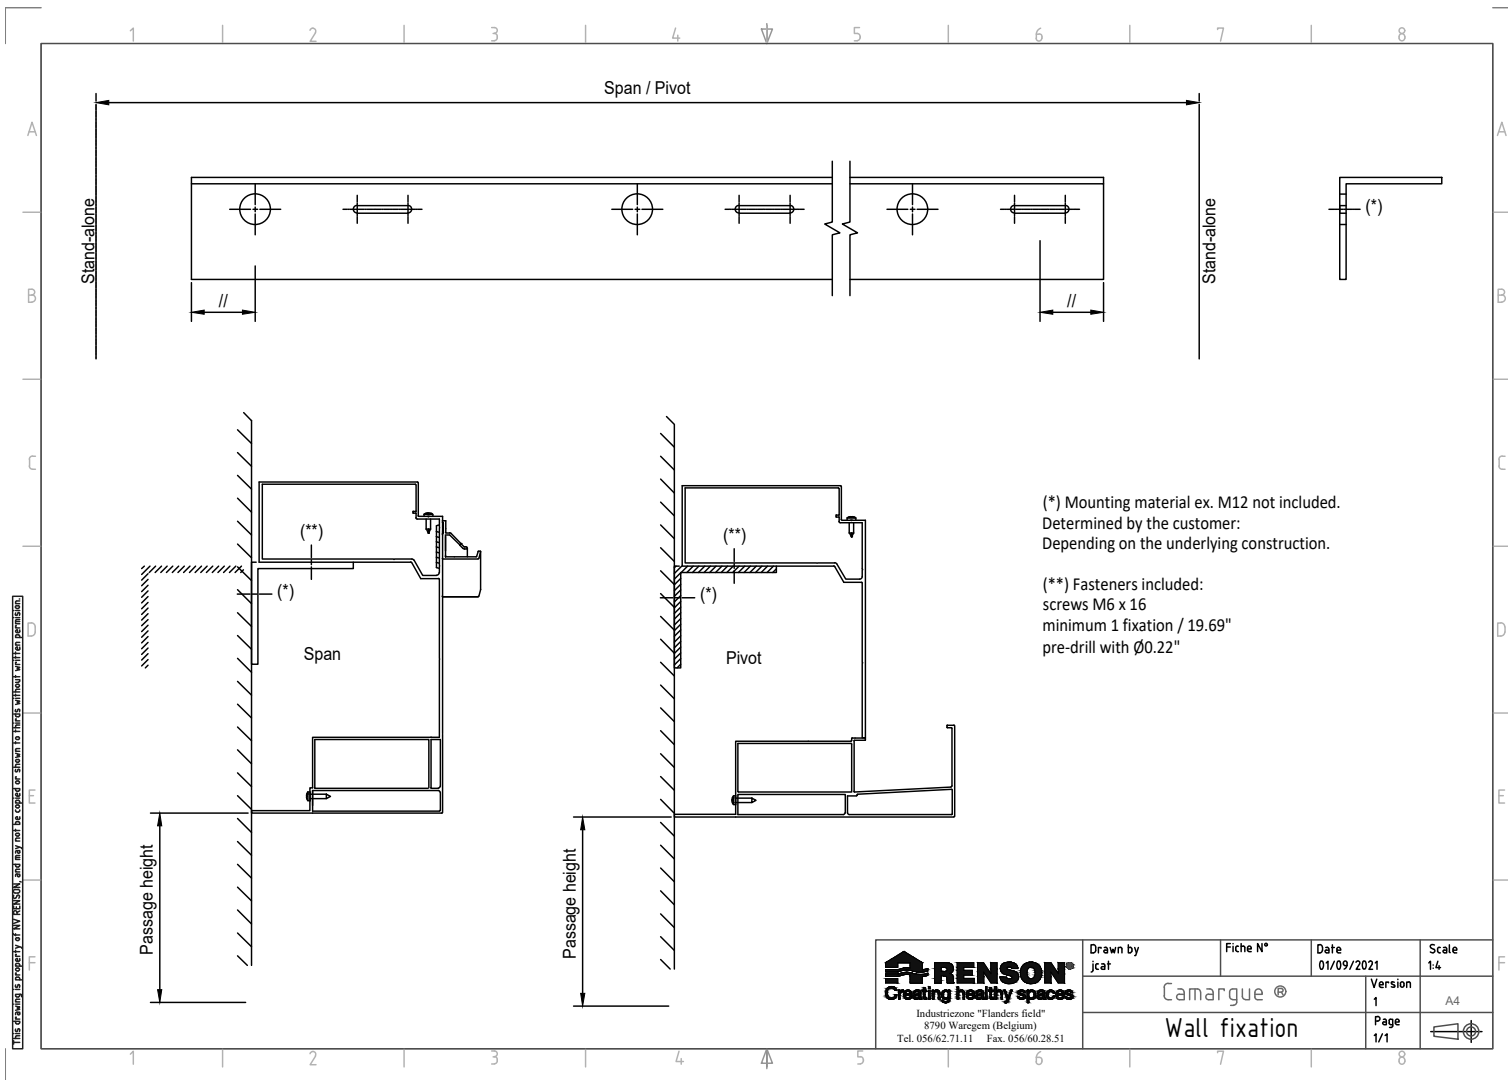 1 2 3 4 5 6 7 8
Span / Pivot
A A
Stand-alone
Stand-alone
(*)
// //
B B
C C
(*) Mounting material ex. M12 not included.
Determined by the customer:
Depending on the underlying construction.
(**) Fasteners included:
screws M6 x 16
minimum 1 fixation / 19.69"
pre-drill with Ø0.22"
(**)
(*)
Span
(**)
(*)
Pivot
D D
E E
Passage height
Passage height
F F
This drawing is property of NV RENSON, and may not be copied or shown to thirds without written permision.
RENSON®
Creating healthy spaces
Industriezone "Flanders field"
8790 Waregem (Belgium)
Tel. 056/62.71.11 Fax. 056/60.28.51
Drawn by
jcat
Fiche N°
Date
01/09/2021
Scale
1:4
Camargue ®
Version
1
A4
Wall fixation
Page
1/1
1 2 3 4 5 6 7 8